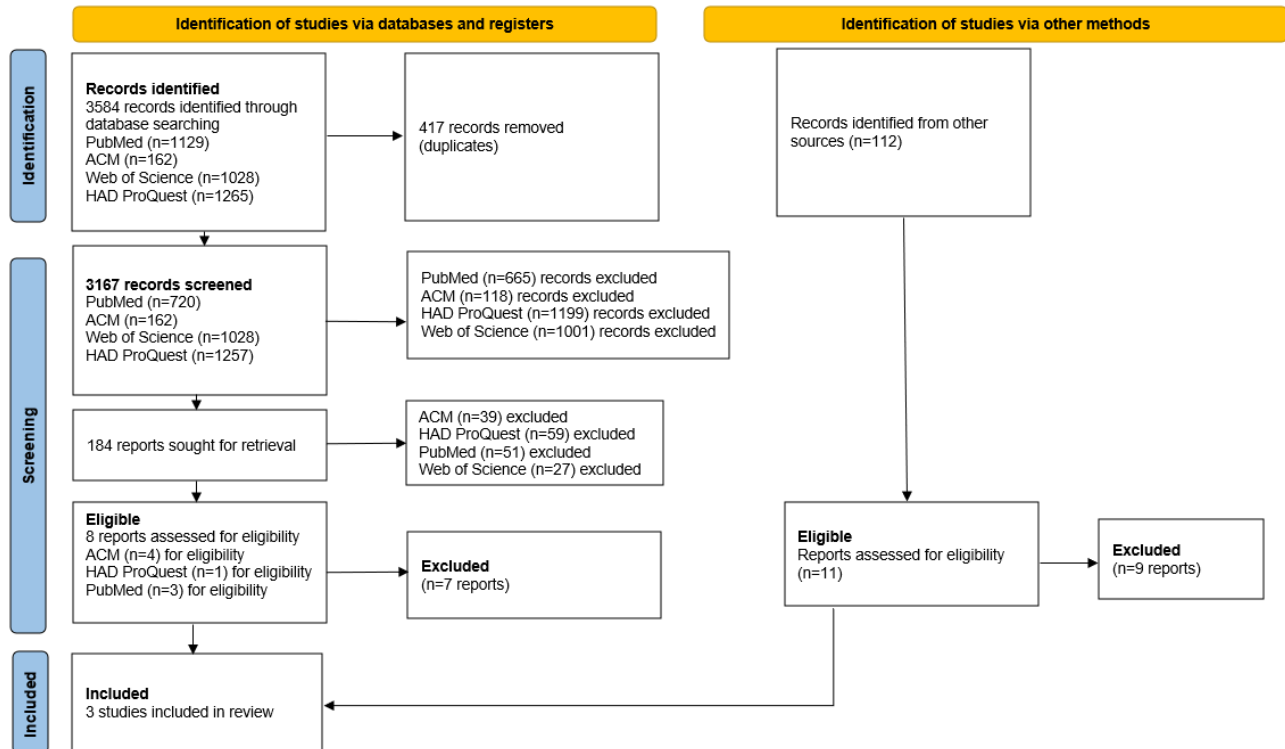 Identification of studies via databases and registers
Identification of studies via other methods
Identification
Records identified
3584 records identified through
database searching
PubMed (n=1129)
ACM (n=162)
Web of Science (n=1028)
HAD ProQuest (n=1265)
417 records removed
(duplicates)
Records identified from other
sources (n=112)
Screening
3167 records screened
PubMed (n=720)
ACM (n=162)
Web of Science (n=1028)
HAD ProQuest (n=1257)
PubMed (n=665) records excluded
ACM (n=118) records excluded
HAD ProQuest (n=1199) records excluded
Web of Science (n=1001) records excluded
184 reports sought for retrieval
ACM (n=39) excluded
HAD ProQuest (n=59) excluded
PubMed (n=51) excluded
Web of Science (n=27) excluded
Eligible
8 reports assessed for eligibility
ACM (n=4) for eligibility
HAD ProQuest (n=1) for eligibility
PubMed (n=3) for eligibility
Excluded
(n=7 reports)
Eligible
Reports assessed for eligibility
(n=11)
Excluded
(n=9 reports)
Included
Included
3 studies included in review